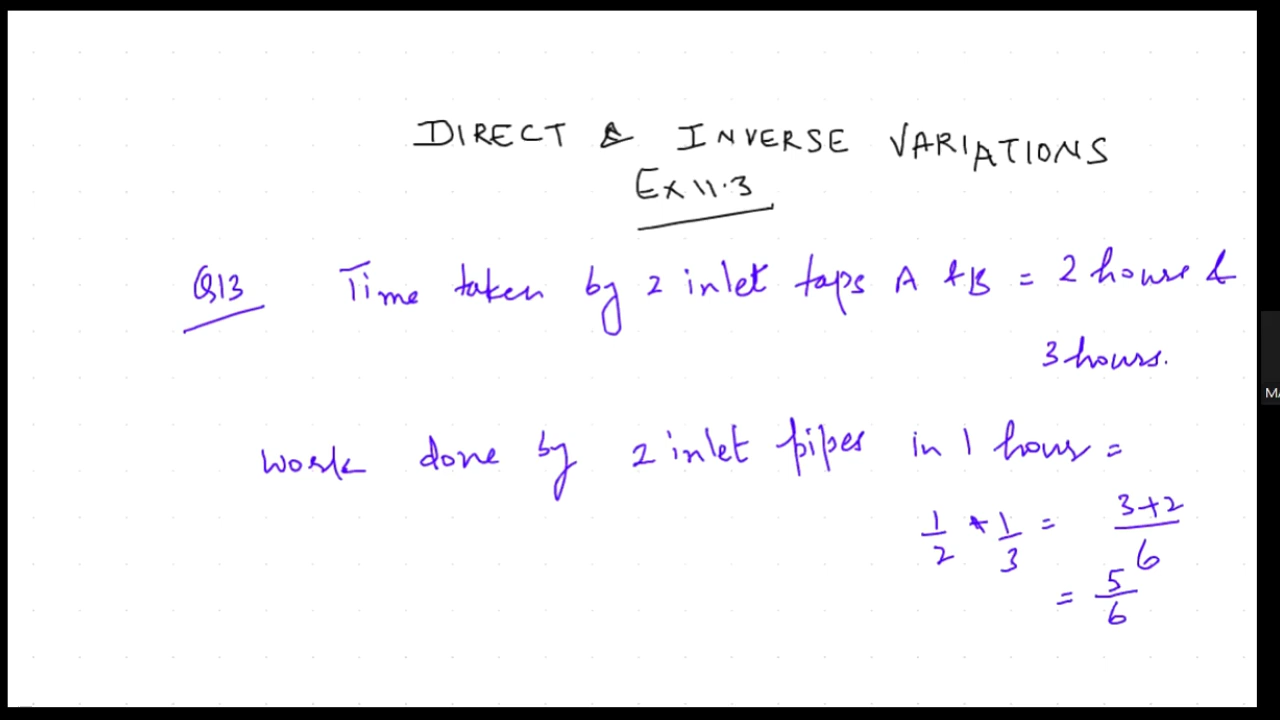 DIRECT & INVERSE VARIATIONS
Ex 11.3
Q13 Time taken by 2 inlet taps A & B = 2 hours &
3 hours.
Work done by 2 inlet pipes in 1 hour =
1/2 + 1/3 = 3+2/6
= 5/6